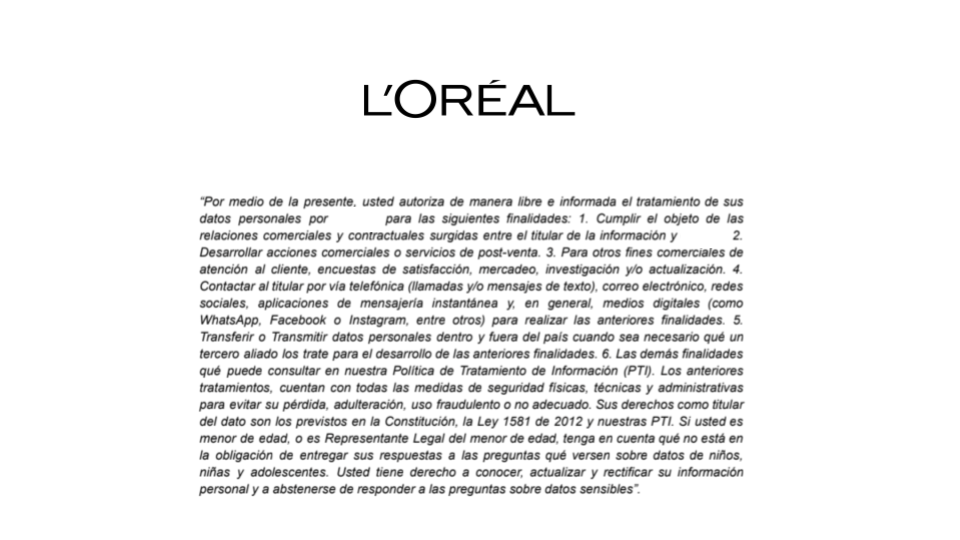 L'ORÉAL
“Por medio de la presente, usted autoriza de manera libre e informada el tratamiento de sus
datos personales por para las siguientes finalidades: 1. Cumplir el objeto de las
relaciones comerciales y contractuales surgidas entre el titular de la información y 2.
Desarrollar acciones comerciales o servicios de post-venta. 3. Para otros fines comerciales de
atención al cliente, encuestas de satisfacción, mercadeo, investigación y/o actualización. 4.
Contactar al titular por vía telefónica (llamadas y/o mensajes de texto), correo electrónico, redes
sociales, aplicaciones de mensajería instantánea y, en general, medios digitales (como
WhatsApp, Facebook o Instagram, entre otros) para realizar las anteriores finalidades. 5.
Transferir o Transmitir datos personales dentro y fuera del país cuando sea necesario qué un
tercero aliado los trate para el desarrollo de las anteriores finalidades. 6. Las demás finalidades
qué puede consultar en nuestra Política de Tratamiento de Información (PTI). Los anteriores
tratamientos, cuentan con todas las medidas de seguridad físicas, técnicas y administrativas
para evitar su pérdida, adulteración, uso fraudulento o no adecuado. Sus derechos como titular
del dato son los previstos en la Constitución, la Ley 1581 de 2012 y nuestras PTI. Si usted es
menor de edad, o es Representante Legal del menor de edad, tenga en cuenta qué no está en
la obligación de entregar sus respuestas a las preguntas qué versen sobre datos de niños,
niñas y adolescentes. Usted tiene derecho a conocer, actualizar y rectificar su información
personal y a abstenerse de responder a las preguntas sobre datos sensibles”.